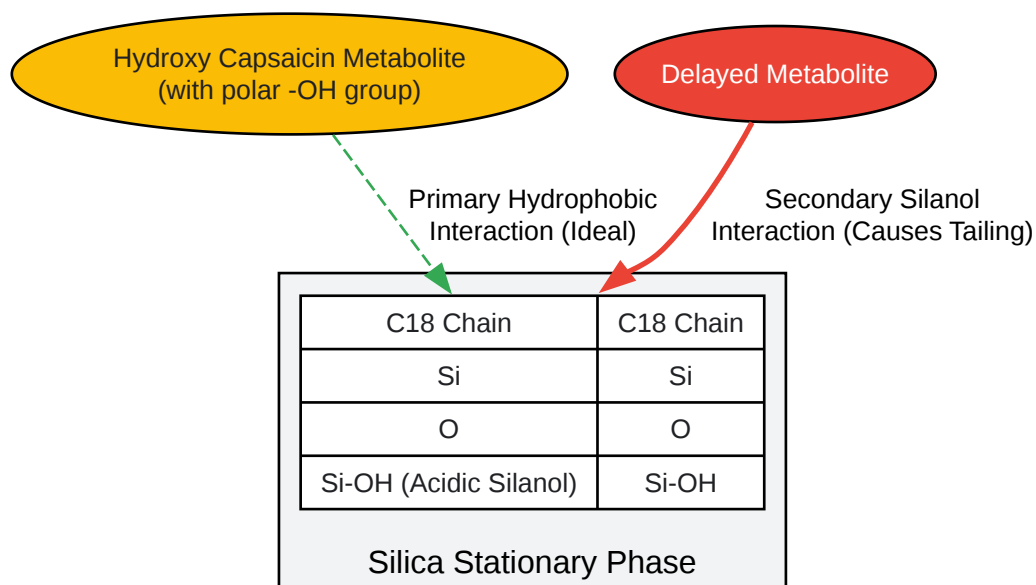 Hydroxy Capsaicin Metabolite
(with polar -OH group)
Delayed Metabolite
Primary Hydrophobic
Interaction (Ideal)
Secondary Silanol
Interaction (Causes Tailing)
C18 Chain
C18 Chain
Si
Si
O
O
Si-OH (Acidic Silanol)
Si-OH
Silica Stationary Phase